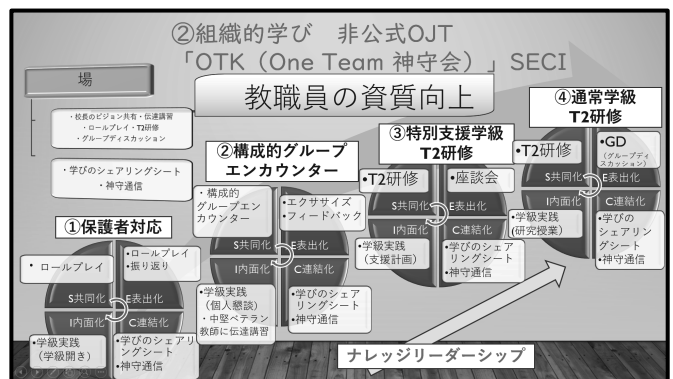 ②組織的学び 非公式OJT
「OTK（One Team 神守会）」SECI
場
教職員の資質向上
・校長のビジョン共有・伝達講習
・ロールプレイ・T2研修
・グループディスカッション
・学びのシェアリングシート
・神守通信
①保護者対応
• ロールプレイ
•ロールプレイ
•振り返り
S共同化
E表出化
I内面化
C連結化
•学級実践
（学級開き）
•学びのシェアリ
ングシート
•神守通信
②構成的グループ
エンカウンター
・構成的
グループエン
カウンター
•エクササイズ
•フィードバック
S共同化
E表出化
I内面化
C連結化
•学級実践
（個人懇談）
・中堅ベテラン
教師に伝達講習
•学びのシェア
リングシート
•神守通信
③特別支援学級
T2研修
•T2研修
•座談会
S共同化
E表出化
I内面化
C連結化
•学級実践
（支援計画）
•学びのシェア
リングシート
•神守通信
④通常学級
T2研修
•T2研修
•GD
（グループディ
スカッション）
S共同化
E表出化
I内面化
C連結化
•学級実践
(研究授業）
•学びの
シェアリン
グシート
•神守通信
ナレッジリーダーシップ